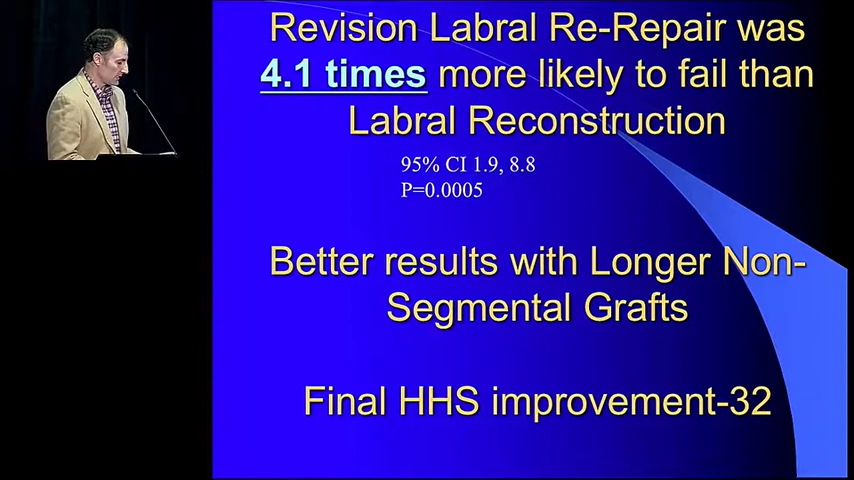 Revision Labral Re-Repair was
4.1 times more likely to fail than
Labral Reconstruction
95% CI 1.9, 8.8
P=0.0005
Better results with Longer Non-
Segmental Grafts
Final HHS improvement-32